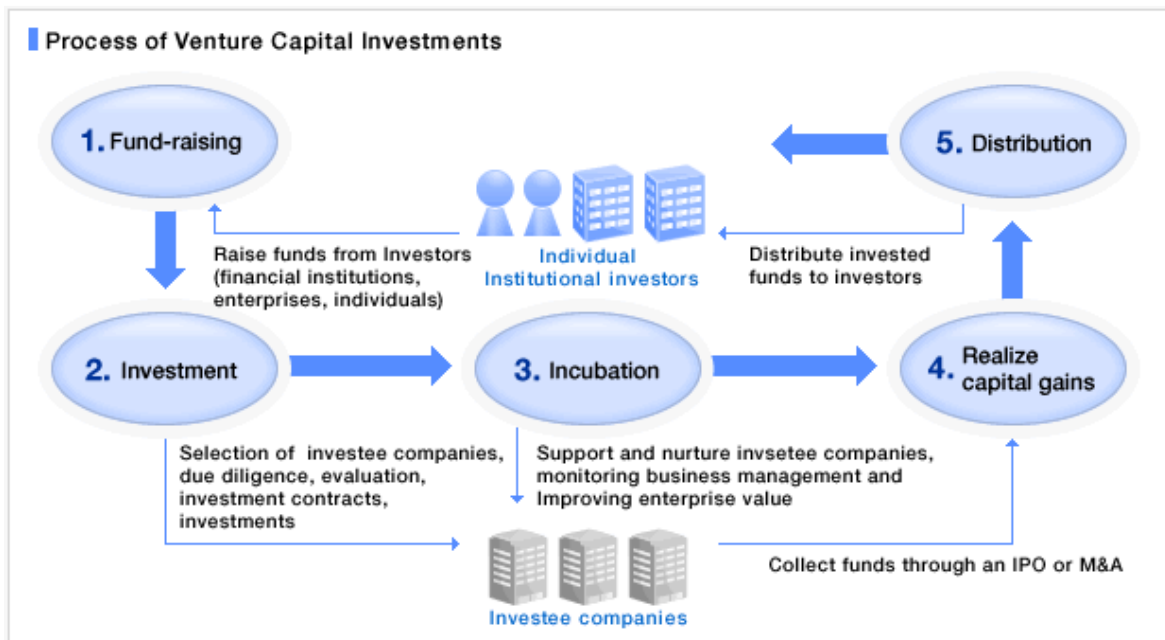 Process of Venture Capital Investments
1. Fund-raising
5. Distribution
Raise funds from Investors
(financial institutions,
enterprises, individuals)
Individual
Institutional investors
Distribute invested
funds to investors
2. Investment
3. Incubation
4. Realize
capital gains
Selection of investee companies,
due diligence, evaluation,
investment contracts,
investments
Support and nurture invsetee companies,
monitoring business management and
Improving enterprise value
Investee companies
Collect funds through an IPO or M&A